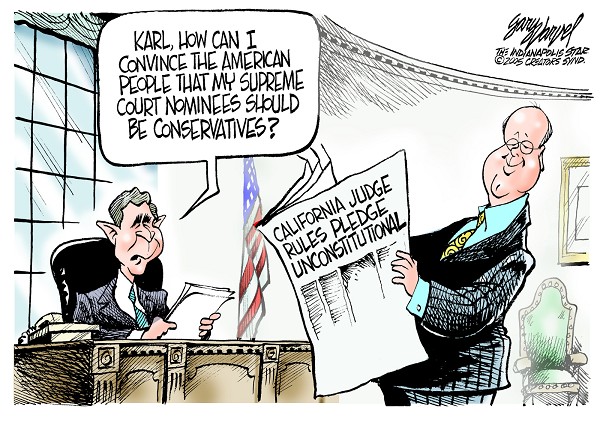 KARL, HOW CAN I
CONVINCE THE AMERICAN
PEOPLE THAT MY SUPREME
COURT NOMINEES SHOULD
BE CONSERVATIVES?
CALIFORNIA JUDGE
RULES PLEDGE
UNCONSTITUTIONAL
Gary Varvel
THE INDIANAPOLIS STAR
©2005 CREATORS SYND.